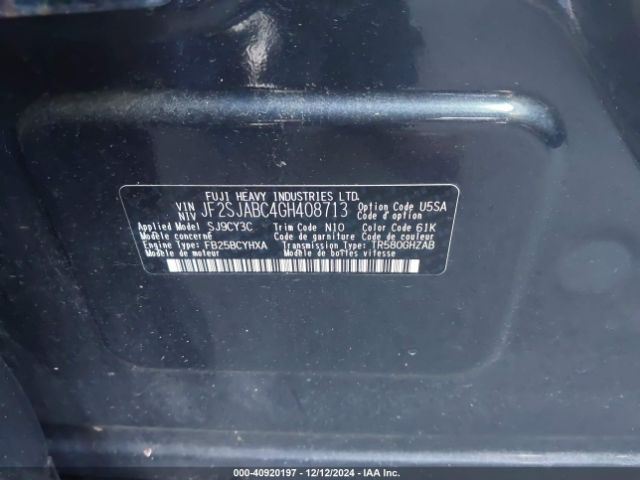 FUJI HEAVY INDUSTRIES LTD.
VIN NIV JF2SJABC4GH408713 Option Code U5SA
Code d'option
Applied Model SJ9CY3C Trim Code N10 Color Code 61K
Modèle concerné Code de garniture Code de couleur
Engine Type FB25BCYHXA Transmission Type TR580GHZAB
Modèle de moteur Modèle de boîtes vitesse
000-40920197 - 12/12/2024 - IAA Inc.